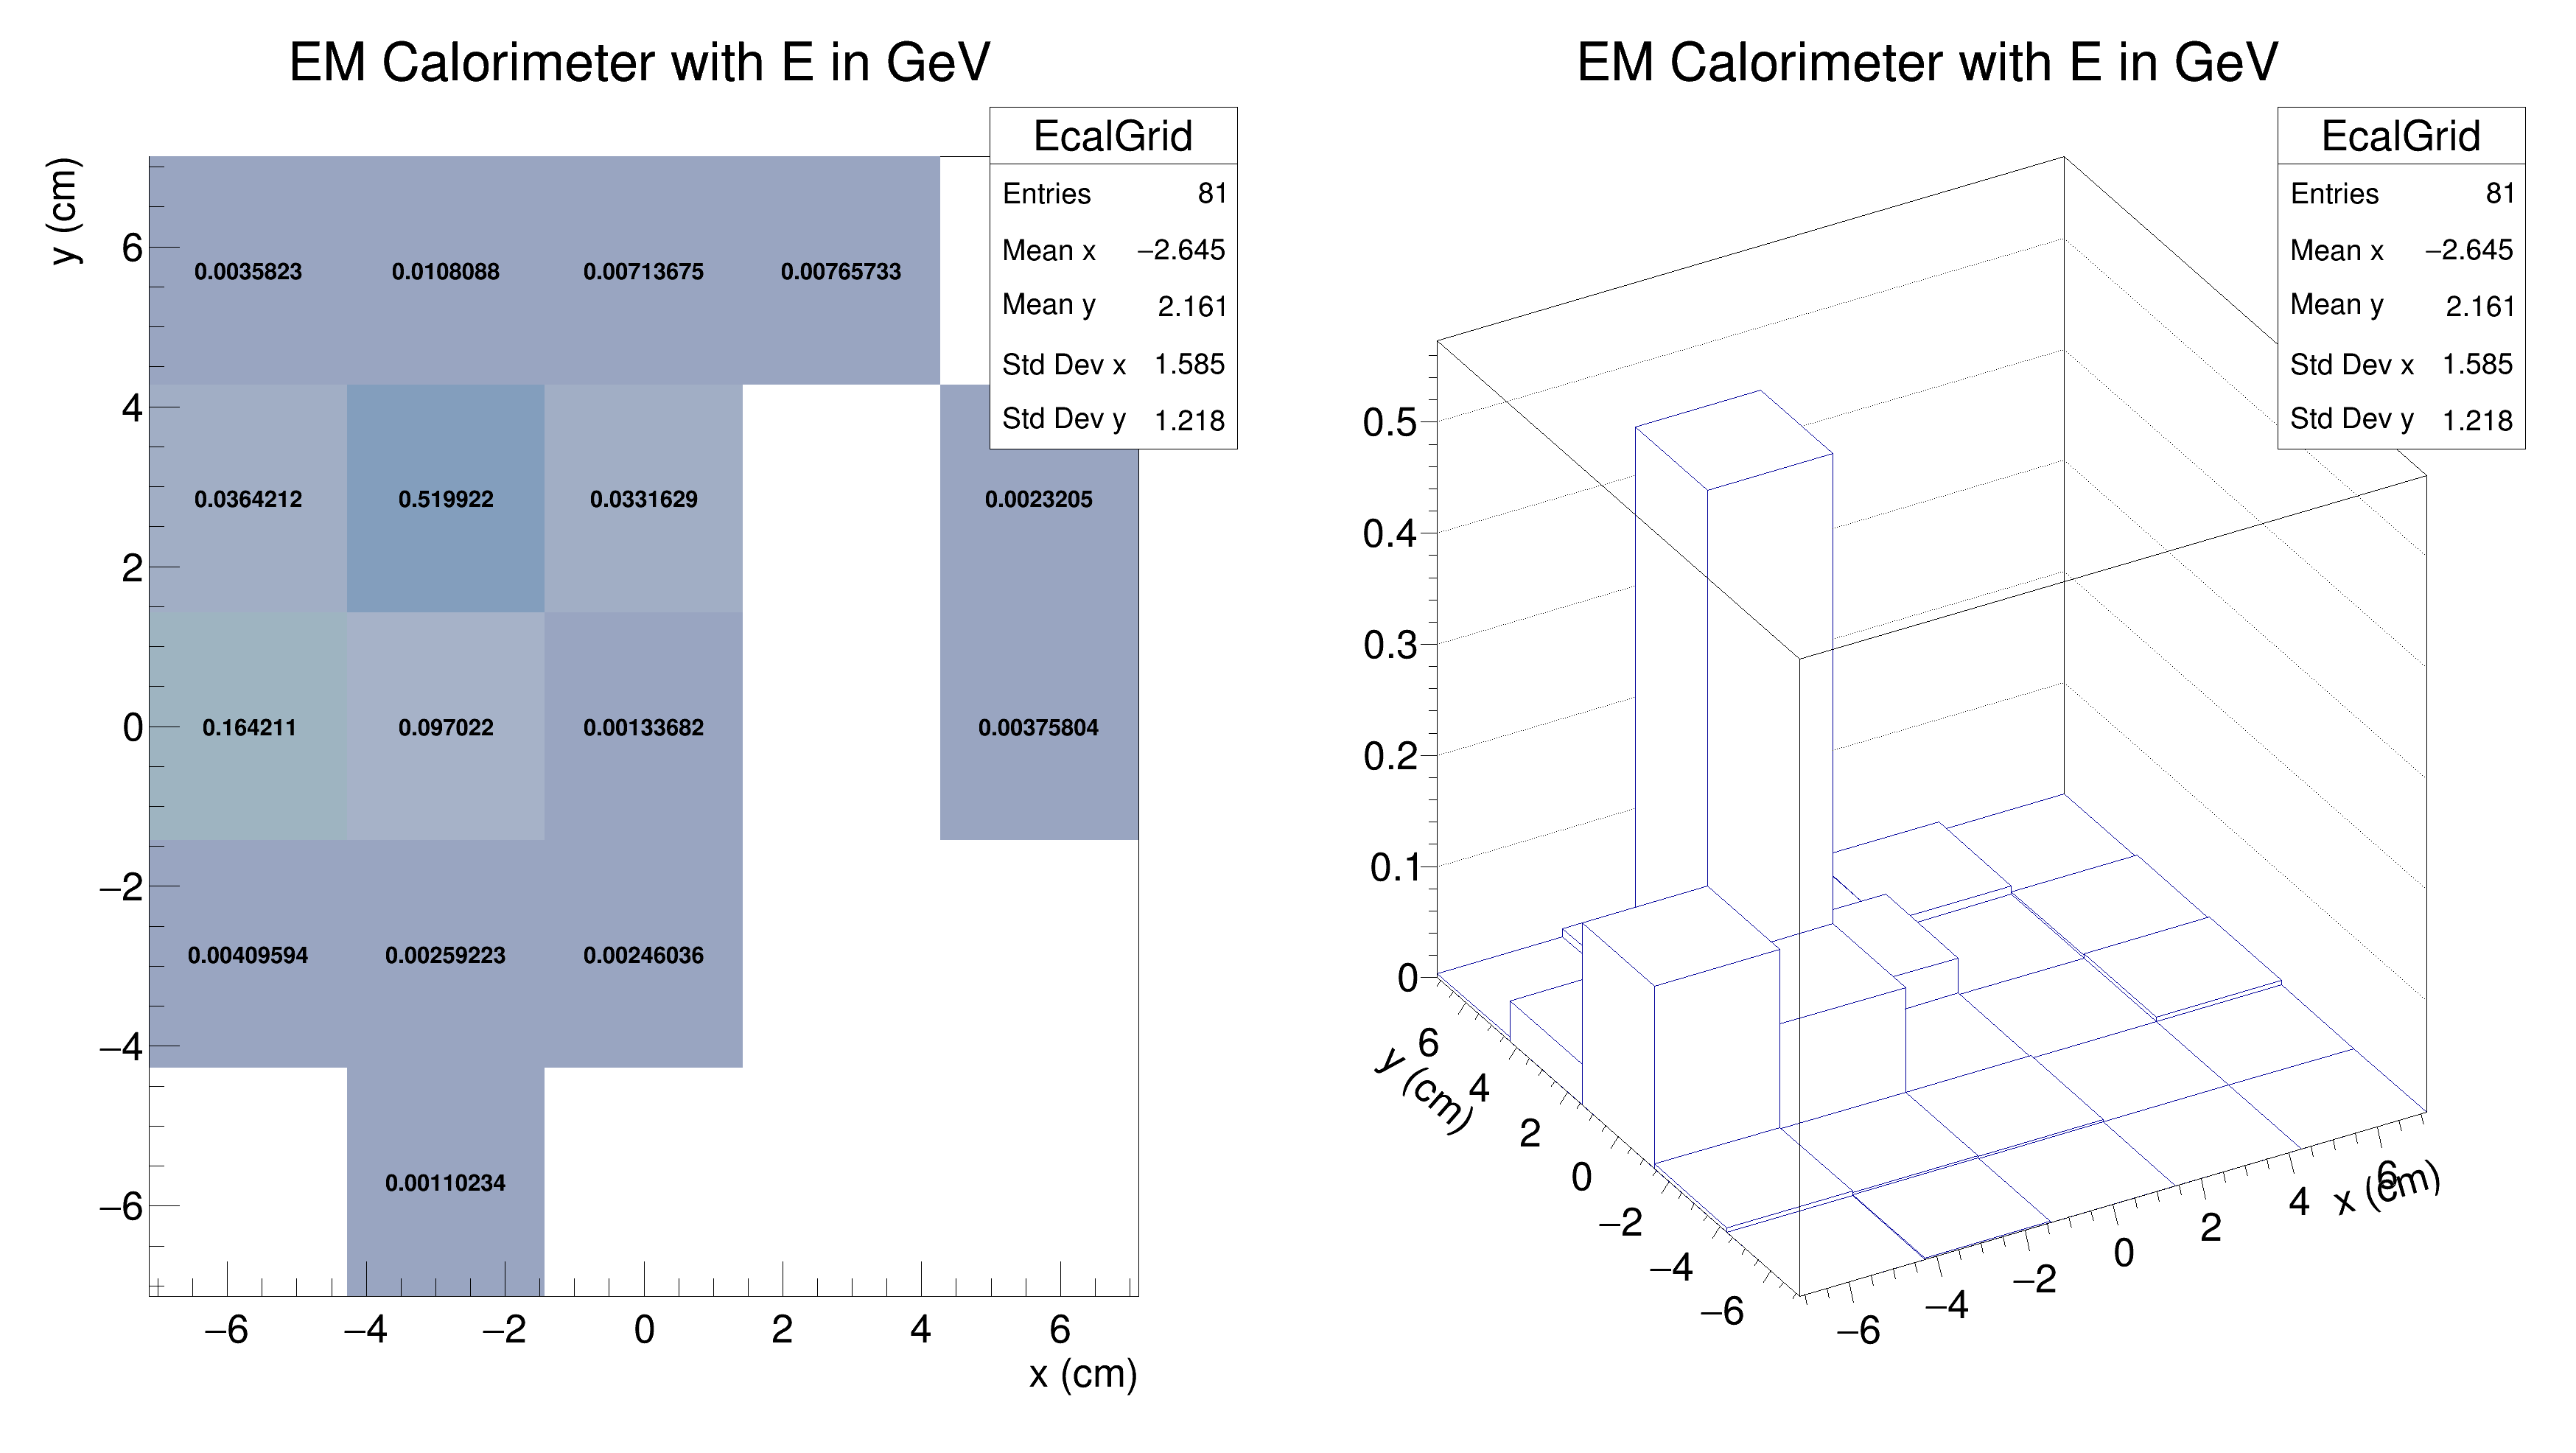 EM Calorimeter with E in GeV
EcalGrid
Entries 81
Mean x −2.645
Mean y 2.161
Std Dev x 1.585
Std Dev y 1.218
y (cm)
6
4
2
0
−2
−4
−6
0.0035823 0.0108088 0.00713675 0.00765733
0.0364212 0.519922 0.0331629 0.0023205
0.164211 0.097022 0.00133682 0.00375804
0.00409594 0.00259223 0.00246036
0.00110234
−6 −4 −2 0 2 4 6
x (cm)
EM Calorimeter with E in GeV
EcalGrid
Entries 81
Mean x −2.645
Mean y 2.161
Std Dev x 1.585
Std Dev y 1.218
0.5
0.4
0.3
0.2
0.1
0
6
4
2
0
−2
−4
−6
y (cm)
−6 −4 −2 0 2 4 6
x (cm)